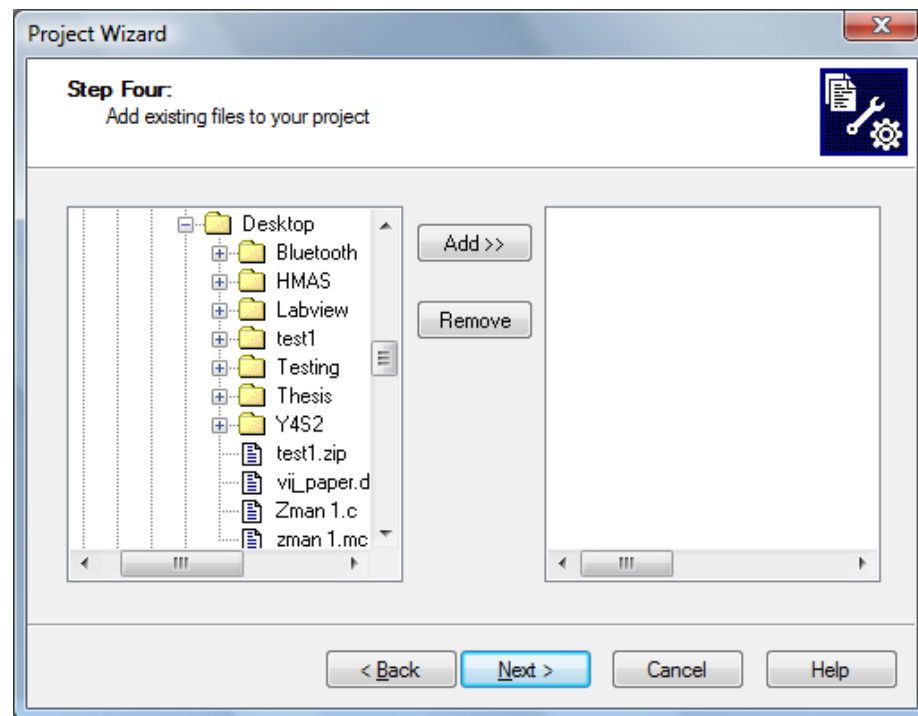 Project Wizard
Step Four:
Add existing files to your project
Desktop
Bluetooth
HMAS
Labview
test1
Testing
Thesis
Y4S2
test1.zip
vij_paper.d
Zman 1.c
zman 1.mc
Add >>
Remove
< Back
Next >
Cancel
Help